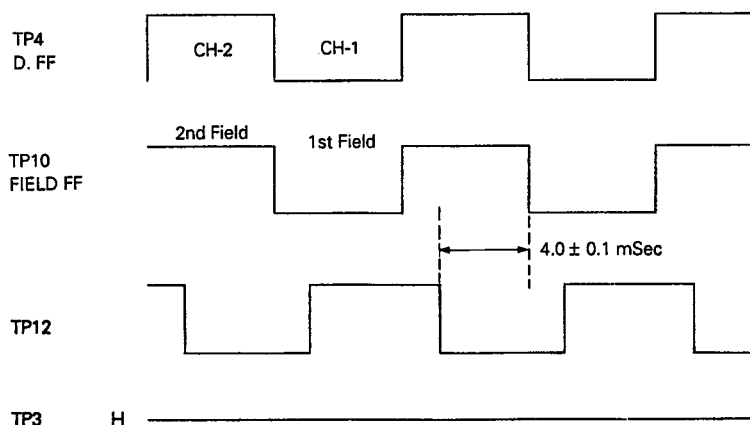 TP4
D. FF
CH-2
CH-1
TP10
FIELD FF
2nd Field
1st Field
4.0 ± 0.1 mSec
TP12
TP3 H